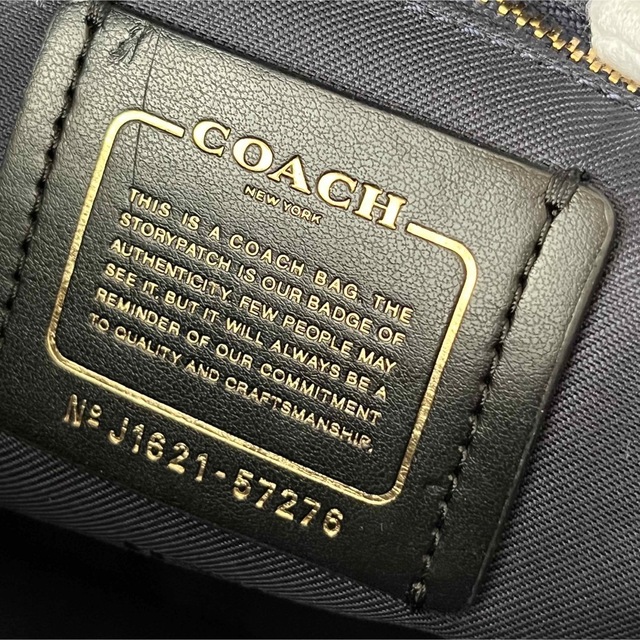 COACH
NEW YORK
THIS IS A COACH BAG. THE
STORYPATCH IS OUR BADGE OF
AUTHENTICITY. FEW PEOPLE MAY
SEE IT, BUT IT WILL ALWAYS BE A
REMINDER OF OUR COMMITMENT
TO QUALITY AND CRAFTSMANSHIP.
Nº J1621-57276